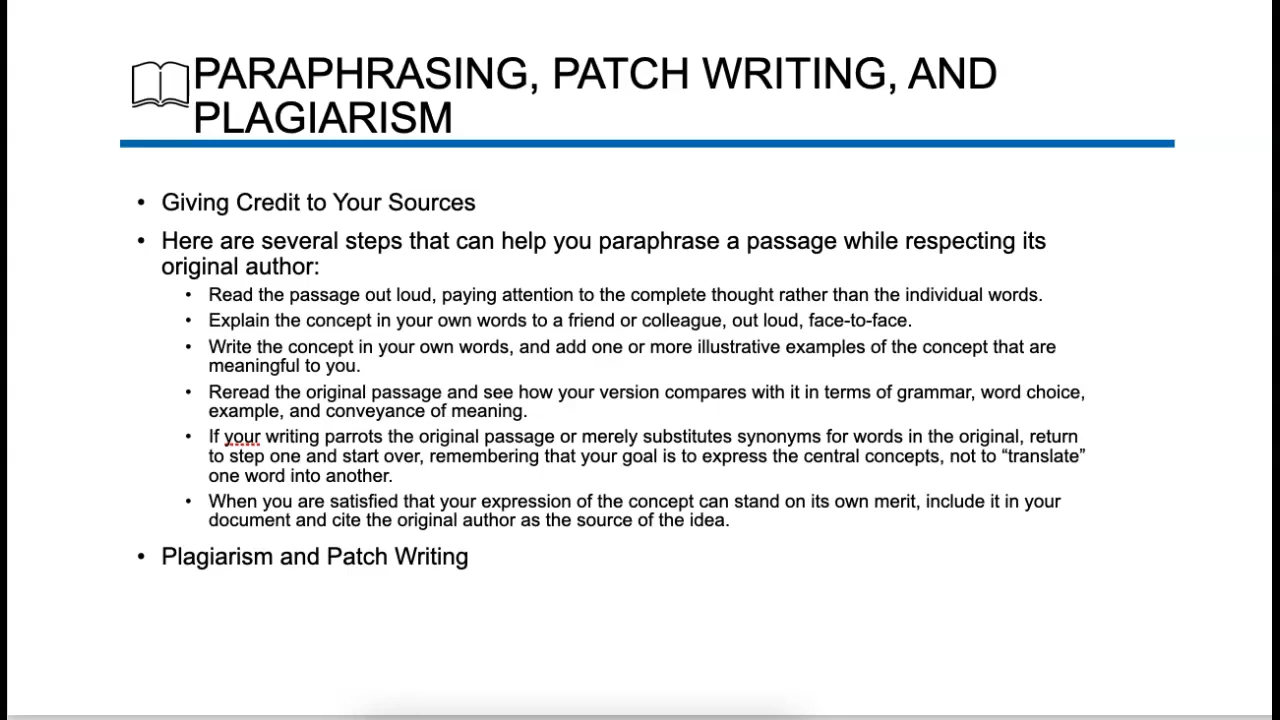 PARAPHRASING, PATCH WRITING, AND
PLAGIARISM
• Giving Credit to Your Sources
• Here are several steps that can help you paraphrase a passage while respecting its
original author:
• Read the passage out loud, paying attention to the complete thought rather than the individual words.
• Explain the concept in your own words to a friend or colleague, out loud, face-to-face.
• Write the concept in your own words, and add one or more illustrative examples of the concept that are
meaningful to you.
• Reread the original passage and see how your version compares with it in terms of grammar, word choice,
example, and conveyance of meaning.
• If your writing parrots the original passage or merely substitutes synonyms for words in the original, return
to step one and start over, remembering that your goal is to express the central concepts, not to “translate”
one word into another.
• When you are satisfied that your expression of the concept can stand on its own merit, include it in your
document and cite the original author as the source of the idea.
• Plagiarism and Patch Writing